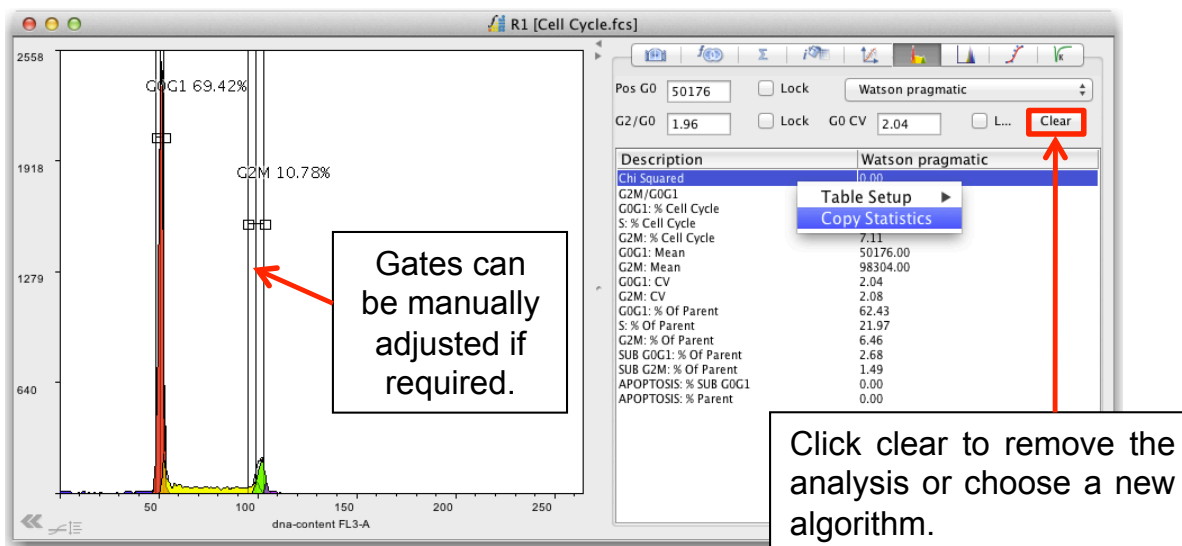 R1 [Cell Cycle.fcs]
2558
1918
1279
640
G0G1 69.42%
G2M 10.78%
50
100
150
200
250
dna-content FL3-A
Gates can
be manually
adjusted if
required.
Σ
Pos G0 50176 Lock Watson pragmatic
G2/G0 1.96 Lock G0 CV 2.04 L... Clear
Description Watson pragmatic
Chi Squared 0.00
G2M/G0G1
G0G1: % Cell Cycle
S: % Cell Cycle
G2M: % Cell Cycle 7.11
G0G1: Mean 50176.00
G2M: Mean 98304.00
G0G1: CV 2.04
G2M: CV 2.08
G0G1: % Of Parent 62.43
S: % Of Parent 21.97
G2M: % Of Parent 6.46
SUB G0G1: % Of Parent 2.68
SUB G2M: % Of Parent 1.49
APOPTOSIS: % SUB G0G1 0.00
APOPTOSIS: % Parent 0.00
Table Setup
Copy Statistics
Click clear to remove the
analysis or choose a new
algorithm.